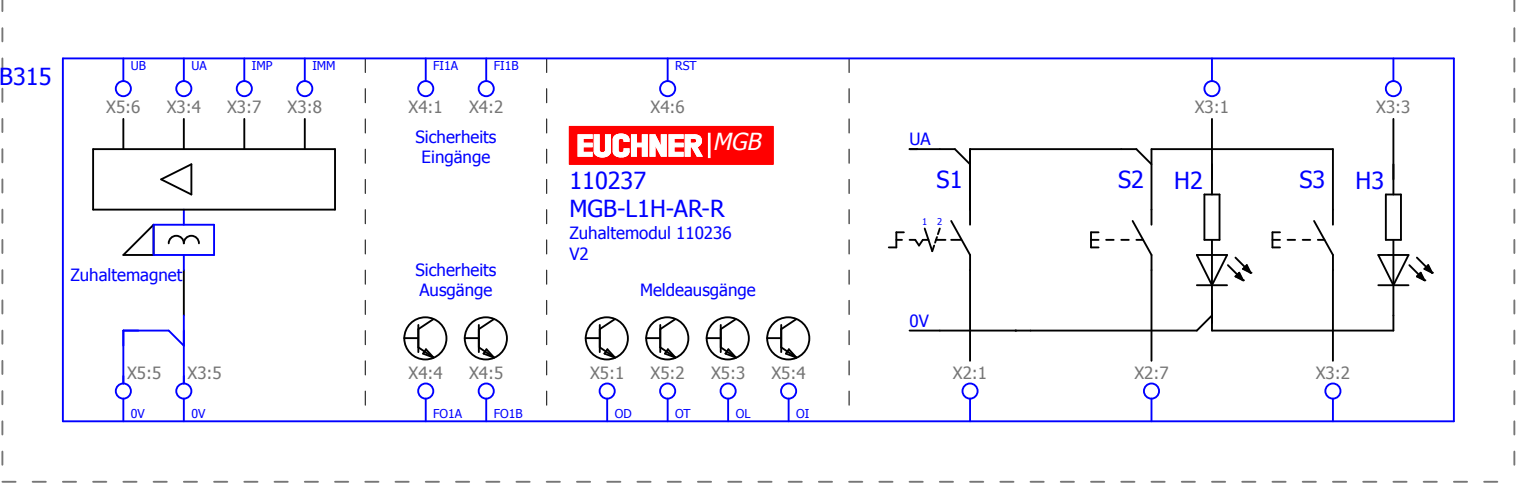 B315
UB UA IMP IMM FI1A FI1B RST
X5:6 X3:4 X3:7 X3:8 X4:1 X4:2 X4:6 X3:1 X3:3
Sicherheits
Eingänge
EUCHNER|MGB
110237
MGB-L1H-AR-R
Zuhaltemodul 110236
V2
UA
S1 S2 H2 S3 H3
1 2
Zuhaltemagnet
Sicherheits
Ausgänge
Meldeausgänge
0V
X5:5 X3:5 X4:4 X4:5 X5:1 X5:2 X5:3 X5:4 X2:1 X2:7 X3:2
0V 0V FO1A FO1B OD OT OL OI